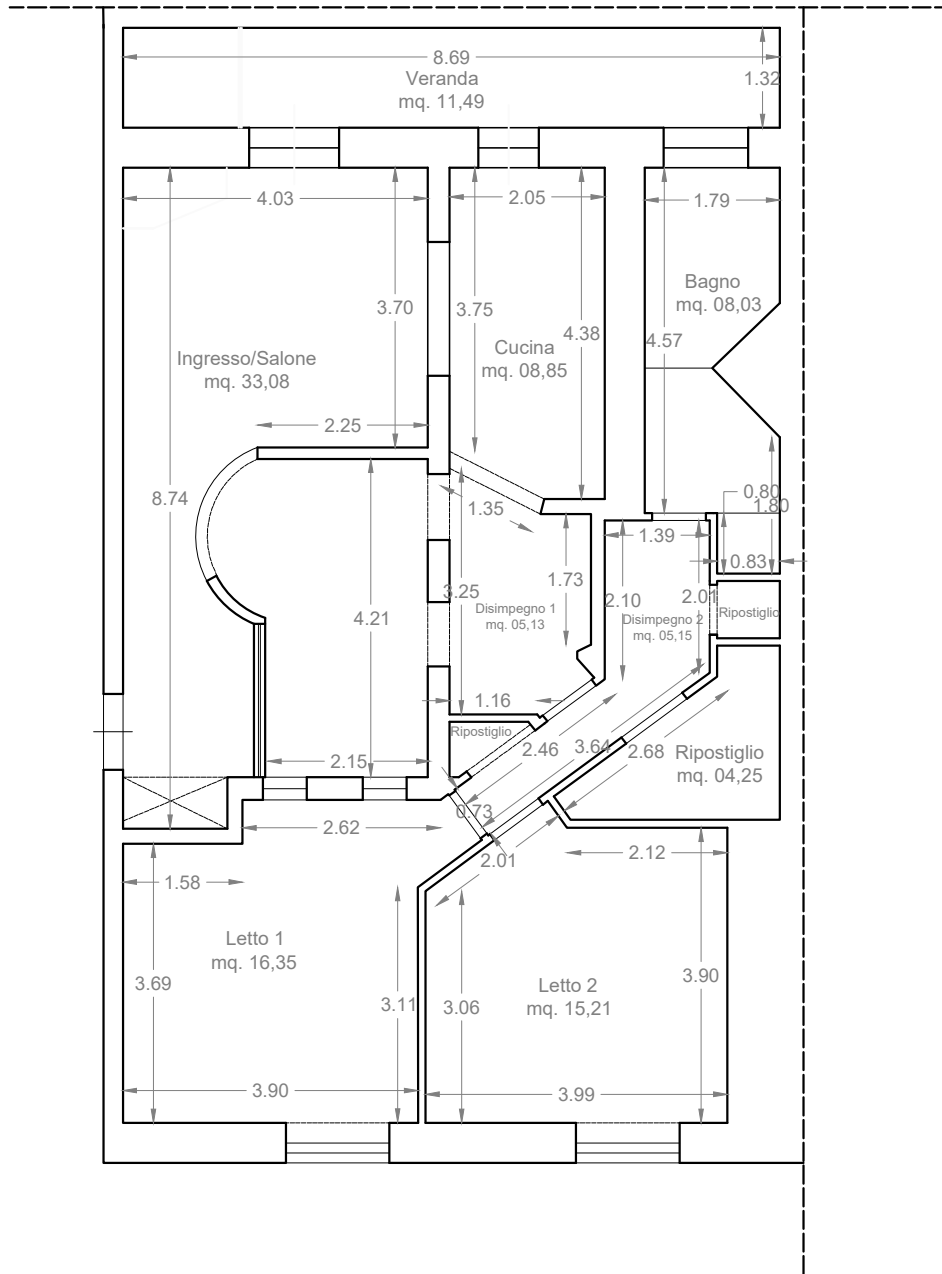 8.69
Veranda
mq. 11,49
1.32
4.03
2.05
1.79
3.70
3.75
4.38
4.57
Bagno
mq. 08,03
Ingresso/Salone
mq. 33,08
Cucina
mq. 08,85
2.25
8.74
1.35
0.80
1.80
1.39
0.83
4.21
3.25
1.73
2.10
2.01
Disimpegno 1
mq. 05,13
Disimpegno 2
mq. 05,15
Ripostiglio
1.16
Ripostiglio
2.46
3.64
2.68
Ripostiglio
mq. 04,25
2.15
0.73
2.62
2.01
2.12
1.58
Letto 1
mq. 16,35
3.69
3.11
3.06
Letto 2
mq. 15,21
3.90
3.90
3.99